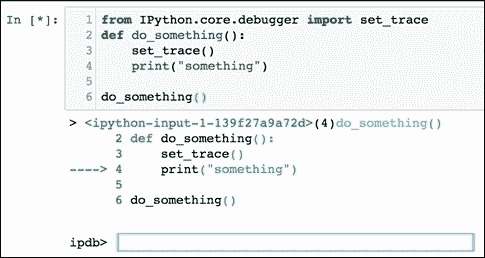 In [*]:
1 from IPython.core.debugger import set_trace
2 def do_something():
3     set_trace()
4     print("something")
5
6 do_something()
> <ipython-input-1-139f27a9a72d>(4)do_something()
      2 def do_something():
      3     set_trace()
----> 4     print("something")
      5
      6 do_something()
ipdb>